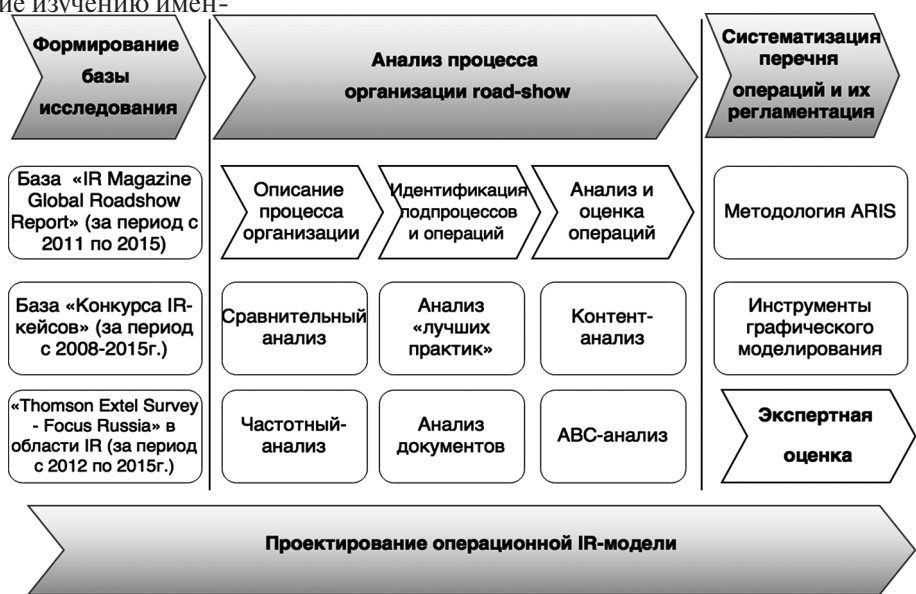 ие изучению имен-
Формирование
базы
исследования
Анализ процесса
организации road-show
Систематизация
перечня
операций и их
регламентация
База «IR Magazine
Global Roadshow
Report» (за период с
2011 по 2015)
Описание
процесса
организации
Идентификация
подпроцессов
и операций
Анализ и
оценка
операций
Методология ARIS
База «Конкурса IR-
кейсов» (за период
с 2008-2015г.)
Сравнительный
анализ
Анализ
«лучших
практик»
Контент-
анализ
Инструменты
графического
моделирования
«Thomson Extel Survey
- Focus Russia» в
области IR (за период
с 2012 по 2015г.)
Частотный-
анализ
Анализ
документов
ABC-анализ
Экспертная
оценка
Проектирование операционной IR-модели